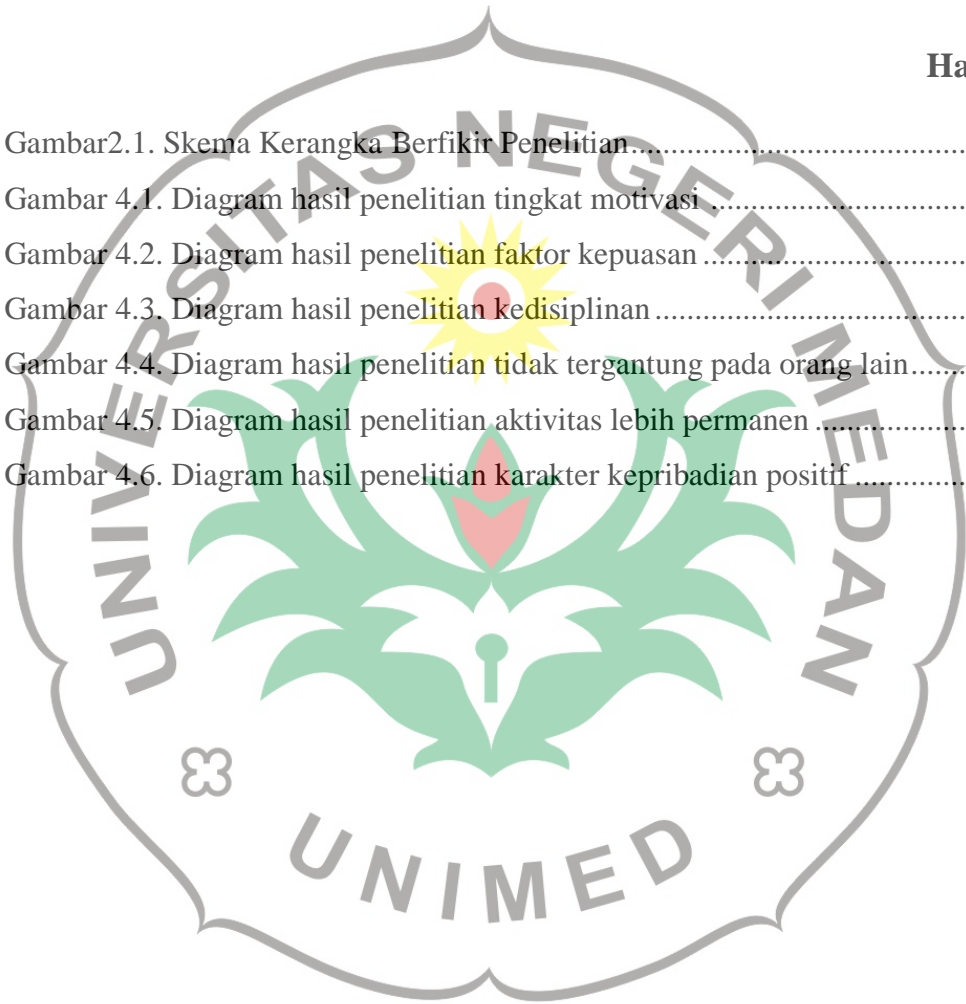 Ha
Gambar2.1. Skema Kerangka Berfikir Penelitian..........................................
Gambar 4.1. Diagram hasil penelitian tingkat motivasi ................................
Gambar 4.2. Diagram hasil penelitian faktor kepuasan .................................
Gambar 4.3. Diagram hasil penelitian kedisiplinan.......................................
Gambar 4.4. Diagram hasil penelitian tidak tergantung pada orang lain.......
Gambar 4.5. Diagram hasil penelitian aktivitas lebih permanen ...................
Gambar 4.6. Diagram hasil penelitian karakter kepribadian positif ..............
UNIVERSITAS NEGERI MEDAN
UNIMED